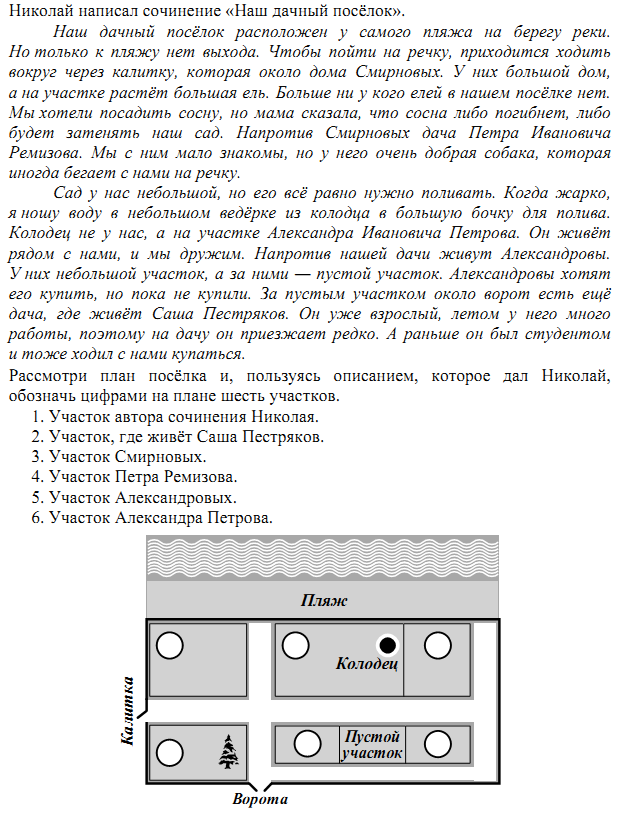 Николай написал сочинение «Наш дачный посёлок».
Наш дачный посёлок расположен у самого пляжа на берегу реки.
Но только к пляжу нет выхода. Чтобы пойти на речку, приходится ходить
вокруг через калитку, которая около дома Смирновых. У них большой дом,
а на участке растёт большая ель. Больше ни у кого елей в нашем посёлке нет.
Мы хотели посадить сосну, но мама сказала, что сосна либо погибнет, либо
будет затенять наш сад. Напротив Смирновых дача Петра Ивановича
Ремизова. Мы с ним мало знакомы, но у него очень добрая собака, которая
иногда бегает с нами на речку.
Сад у нас небольшой, но его всё равно нужно поливать. Когда жарко,
я ношу воду в небольшом ведёрке из колодца в большую бочку для полива.
Колодец не у нас, а на участке Александра Ивановича Петрова. Он живёт
рядом с нами, и мы дружим. Напротив нашей дачи живут Александровы.
У них небольшой участок, а за ними — пустой участок. Александровы хотят
его купить, но пока не купили. За пустым участком около ворот есть ещё
дача, где живёт Саша Пестряков. Он уже взрослый, летом у него много
работы, поэтому на дачу он приезжает редко. А раньше он был студентом
и тоже ходил с нами купаться.
Рассмотри план посёлка и, пользуясь описанием, которое дал Николай,
обозначь цифрами на плане шесть участков.
1. Участок автора сочинения Николая.
2. Участок, где живёт Саша Пестряков.
3. Участок Смирновых.
4. Участок Петра Ремизова.
5. Участок Александровых.
6. Участок Александра Петрова.
Пляж
Колодец
Калитка
Пустой
участок
Ворота